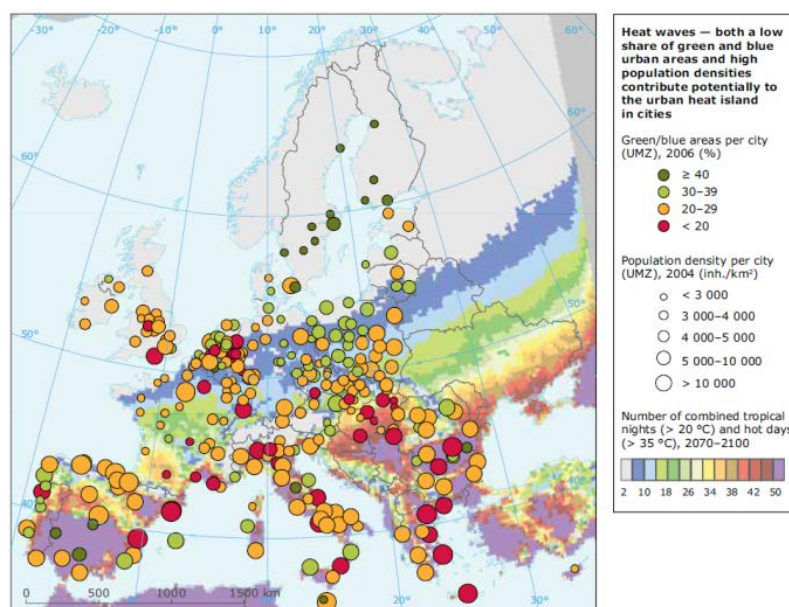 -30°
-20°
-10°
0°
10°
20°
30°
40°
50°
60°
60°
60°
50°
50°
40°
40°
0 500 1000 1500 km
20°
30°
Heat waves — both a low
share of green and blue
urban areas and high
population densities
contribute potentially to
the urban heat island
in cities
Green/blue areas per city
(UMZ), 2006 (%)
≥ 40
30–39
20–29
< 20
Population density per city
(UMZ), 2004 (inh./km²)
< 3 000
3 000–4 000
4 000–5 000
5 000–10 000
> 10 000
Number of combined tropical
nights (> 20 °C) and hot days
(> 35 °C), 2070–2100
2 10 18 26 34 38 42 50